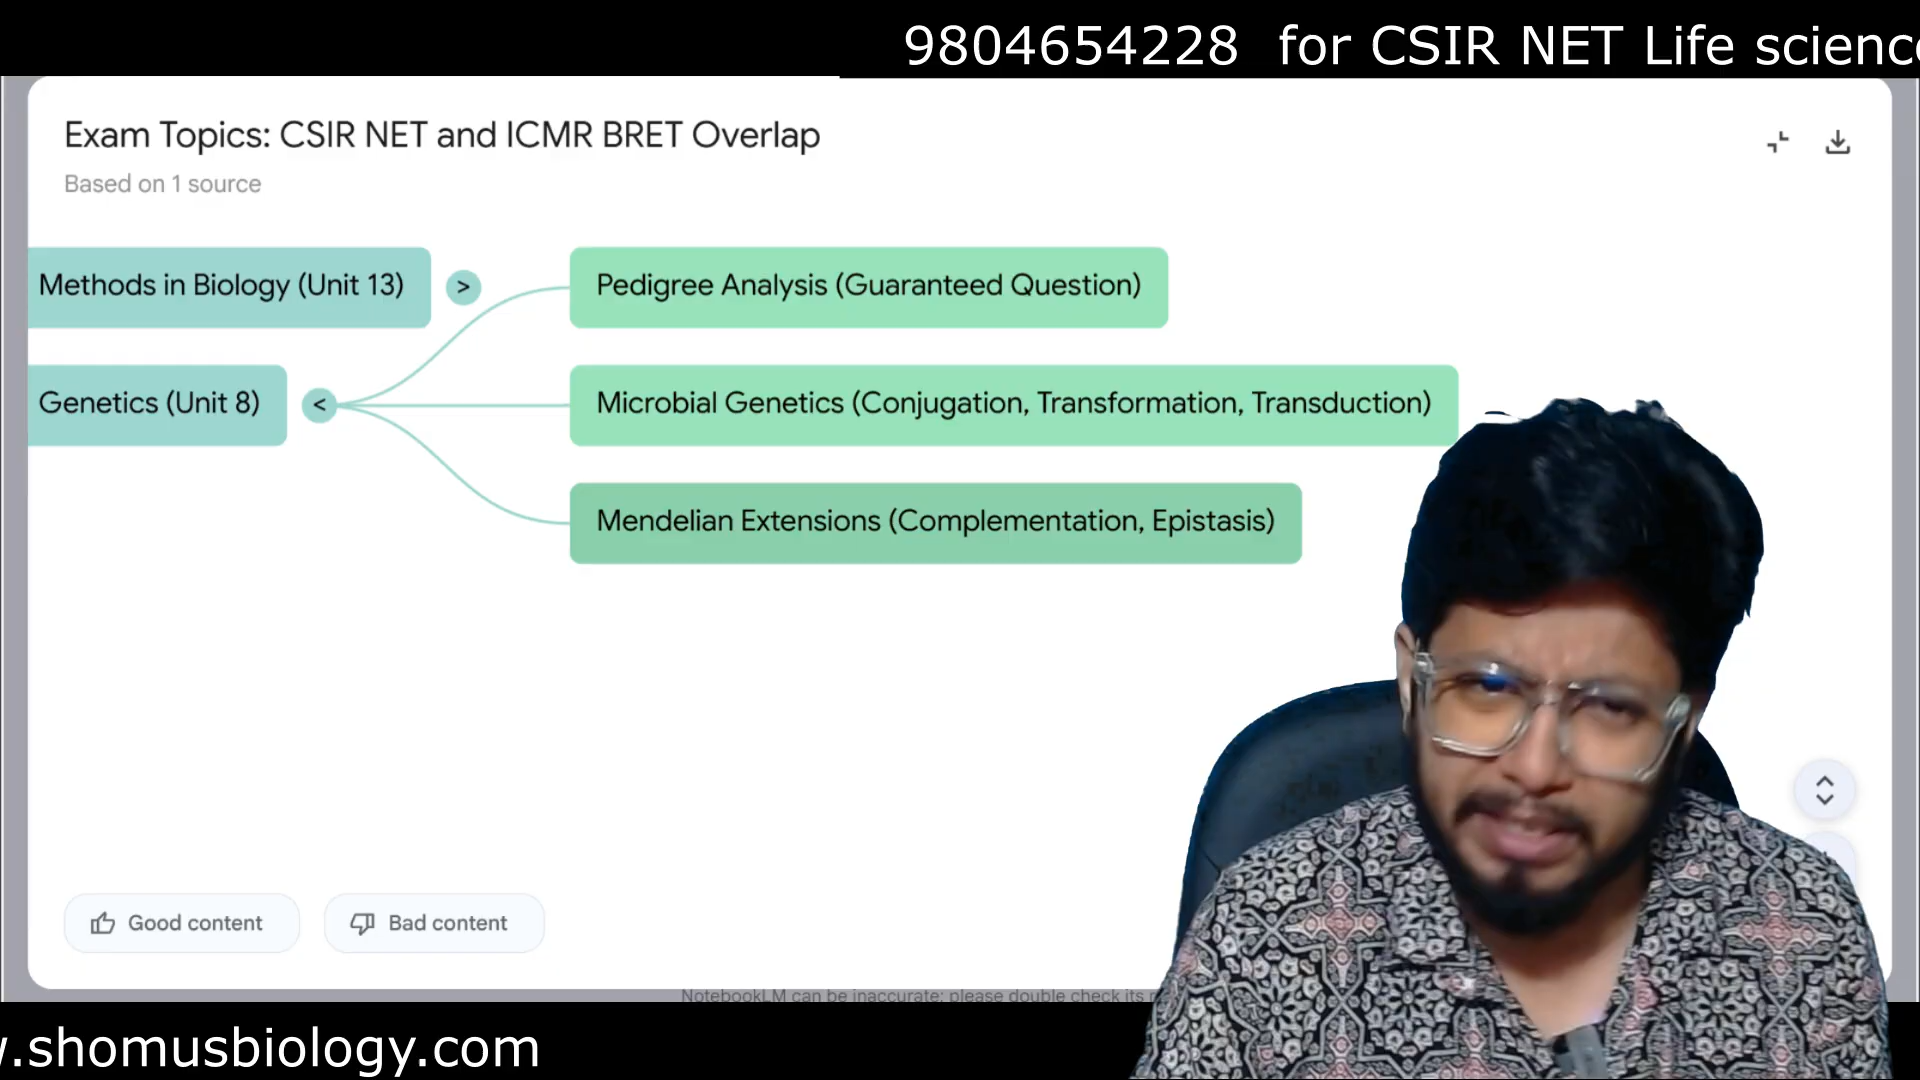 9804654228 for CSIR NET Life science
Exam Topics: CSIR NET and ICMR BRET Overlap
Based on 1 source
Methods in Biology (Unit 13)
>
Pedigree Analysis (Guaranteed Question)
Genetics (Unit 8)
<
Microbial Genetics (Conjugation, Transformation, Transduction)
Mendelian Extensions (Complementation, Epistasis)
Good content
Bad content
NotebookLM can be inaccurate; please double check its
.shomusbiology.com